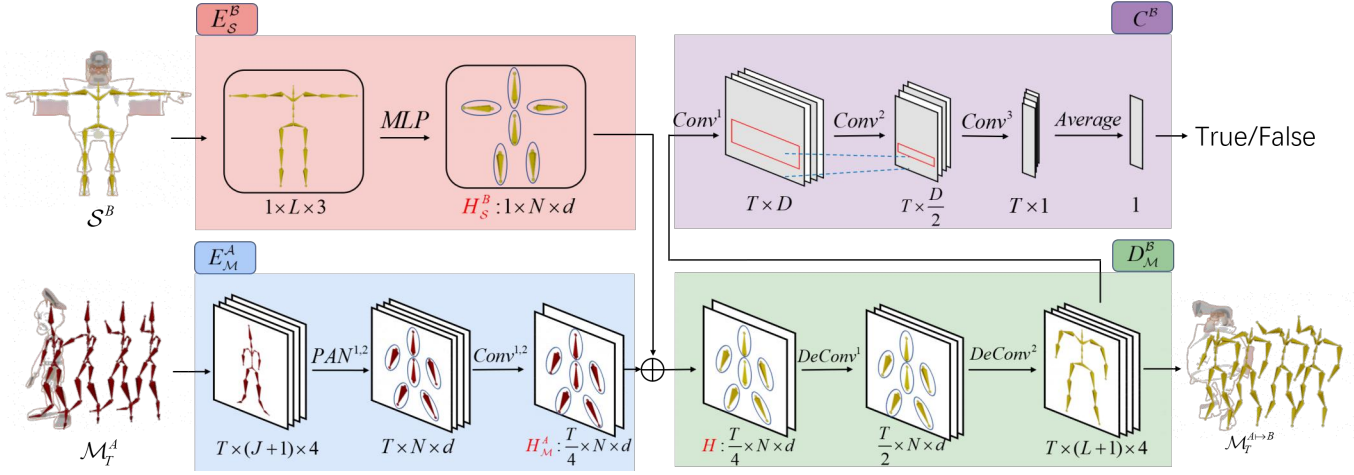 E_S^B
C^B
MLP
Conv^1
Conv^2
Conv^3
Average
True/False
S^B
1 × L × 3
H_S^B : 1 × N × d
T × D
T × D/2
T × 1
1
E_M^A
D_M^B
PAN^{1,2}
Conv^{1,2}
DeConv^1
DeConv^2
M_T^A
T × (J + 1) × 4
T × N × d
H_M^A : T/4 × N × d
H : T/4 × N × d
T/2 × N × d
T × (L + 1) × 4
M_T^{A↦B}